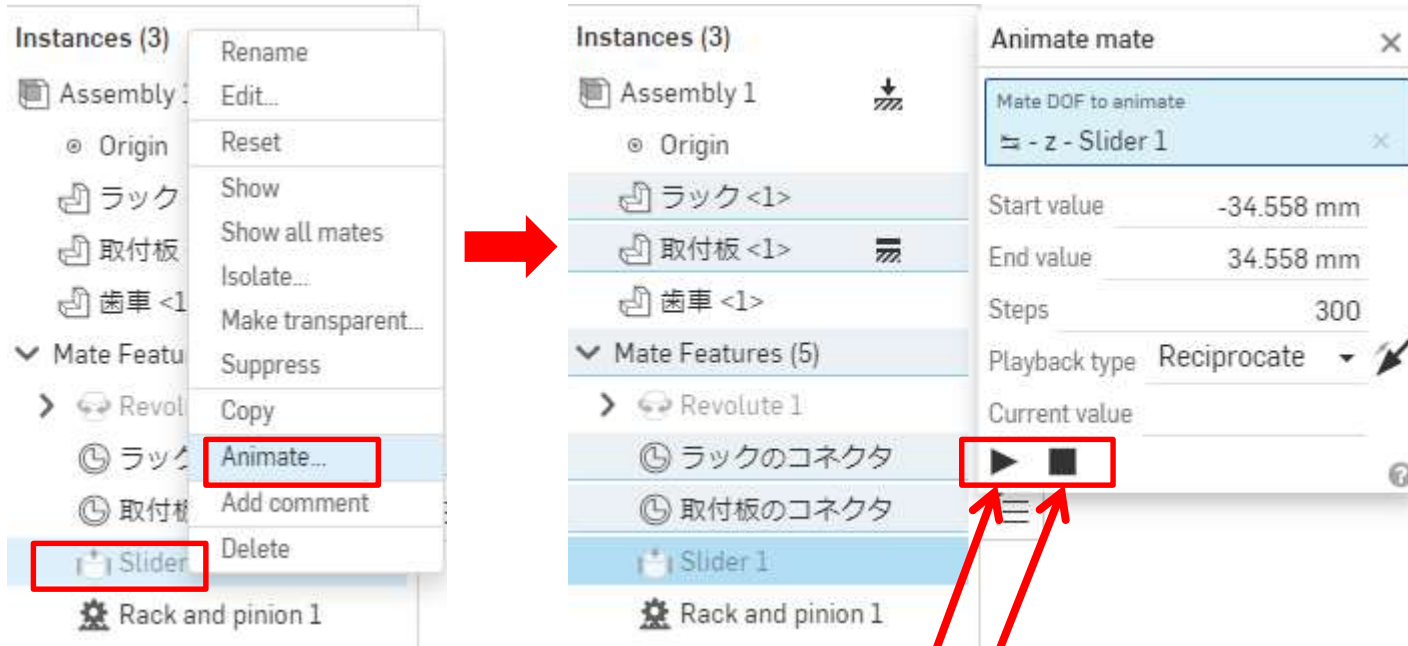 Instances (3)
Assembly
Origin
ラック
取付板
歯車 <1
Mate Featu
Revol
ラック
取付板
Slider
Rack and pinion 1
Rename
Edit...
Reset
Show
Show all mates
Isolate...
Make transparent...
Suppress
Copy
Animate...
Add comment
Delete
Instances (3)
Assembly 1
Origin
ラック <1>
取付板 <1>
歯車 <1>
Mate Features (5)
Revolute 1
ラックのコネクタ
取付板のコネクタ
Slider 1
Rack and pinion 1
Animate mate
Mate DOF to animate
- z - Slider 1
Start value -34.558 mm
End value 34.558 mm
Steps 300
Playback type Reciprocate
Current value